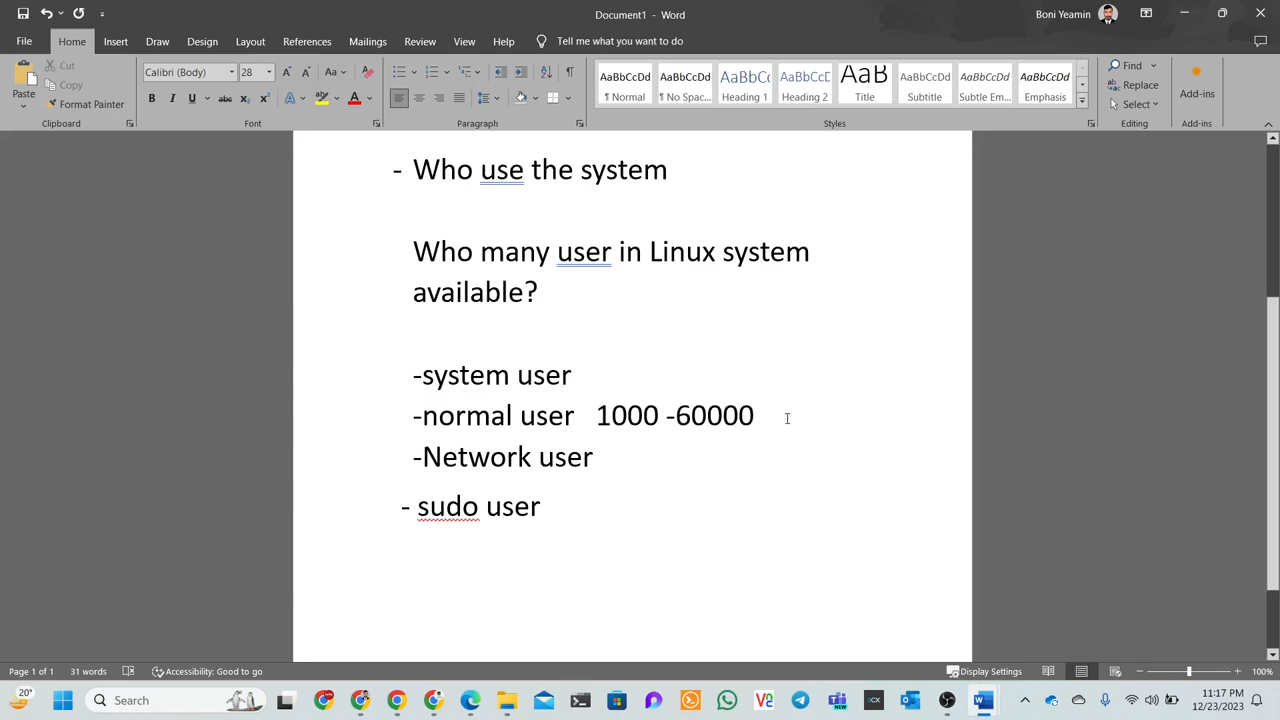 Document1 - Word
Boni Yeamin
File Home Insert Draw Design Layout References Mailings Review View Help Tell me what you want to do
Paste
Cut
Copy
Format Painter
Clipboard
Calibri (Body) 28
Font
Paragraph
AaBbCcDd AaBbCcDd AaBbC AaBbCcD AaB AaBbCcDd AaBbCcDd AaBbCcDd
¶ Normal ¶ No Spac... Heading 1 Heading 2 Title Subtitle Subtle Em... Emphasis
Styles
Find
Replace
Select
Editing
Add-ins
Add-ins
- Who use the system
Who many user in Linux system
available?
-system user
-normal user 1000 -60000
-Network user
- sudo user
Page 1 of 1 31 words Accessibility: Good to go
Display Settings
100%
20°
Search
11:17 PM
12/23/2023